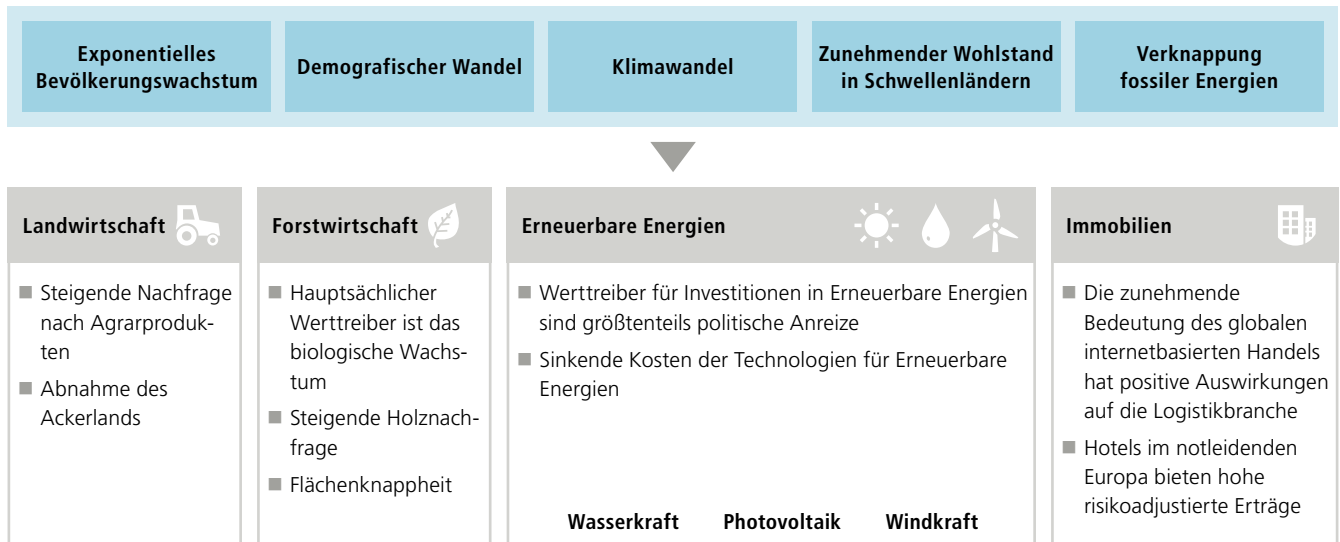 Exponentielles
Bevölkerungswachstum
Demografischer Wandel
Klimawandel
Zunehmender Wohlstand
in Schwellenländern
Verknappung
fossiler Energien
Landwirtschaft
■ Steigende Nachfrage
nach Agrarproduk-
ten
■ Abnahme des
Ackerlands
Forstwirtschaft
■ Hauptsächlicher
Werttreiber ist das
biologische Wachs-
tum
■ Steigende Holznach-
frage
■ Flächenknappheit
Erneuerbare Energien
■ Werttreiber für Investitionen in Erneuerbare Energien
sind größtenteils politische Anreize
■ Sinkende Kosten der Technologien für Erneuerbare
Energien
Wasserkraft Photovoltaik Windkraft
Immobilien
■ Die zunehmende
Bedeutung des globalen
internetbasierten Handels
hat positive Auswirkungen
auf die Logistikbranche
■ Hotels im notleidenden
Europa bieten hohe
risikoadjustierte Erträge